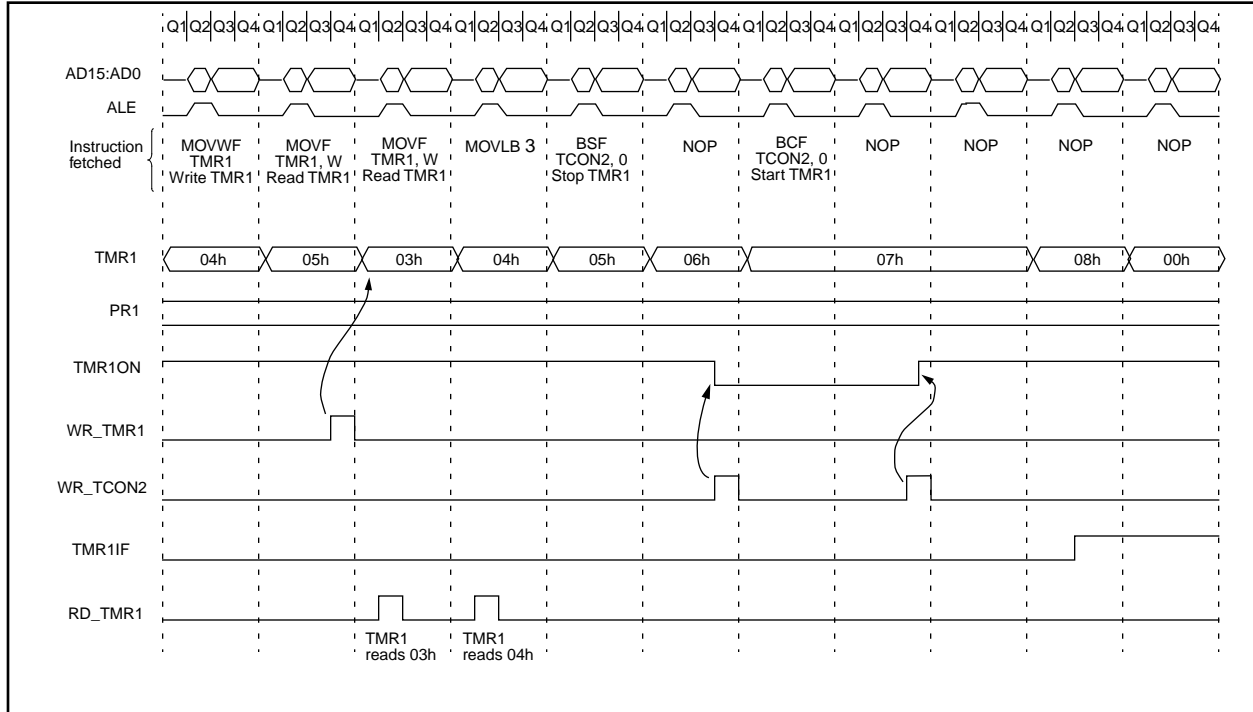 Q1 Q2 Q3 Q4 Q1 Q2 Q3 Q4 Q1 Q2 Q3 Q4 Q1 Q2 Q3 Q4 Q1 Q2 Q3 Q4 Q1 Q2 Q3 Q4 Q1 Q2 Q3 Q4 Q1 Q2 Q3 Q4 Q1 Q2 Q3 Q4 Q1 Q2 Q3 Q4 Q1 Q2 Q3 Q4
AD15:AD0
ALE
Instruction
fetched
MOVWF
TMR1
Write TMR1
MOVF
TMR1, W
Read TMR1
MOVF
TMR1, W
Read TMR1
MOVLB 3
BSF
TCON2, 0
Stop TMR1
NOP
BCF
TCON2, 0
Start TMR1
NOP
NOP
NOP
NOP
TMR1 04h 05h 03h 04h 05h 06h 07h 08h 00h
PR1
TMR1ON
WR_TMR1
WR_TCON2
TMR1IF
RD_TMR1
TMR1
reads 03h
TMR1
reads 04h